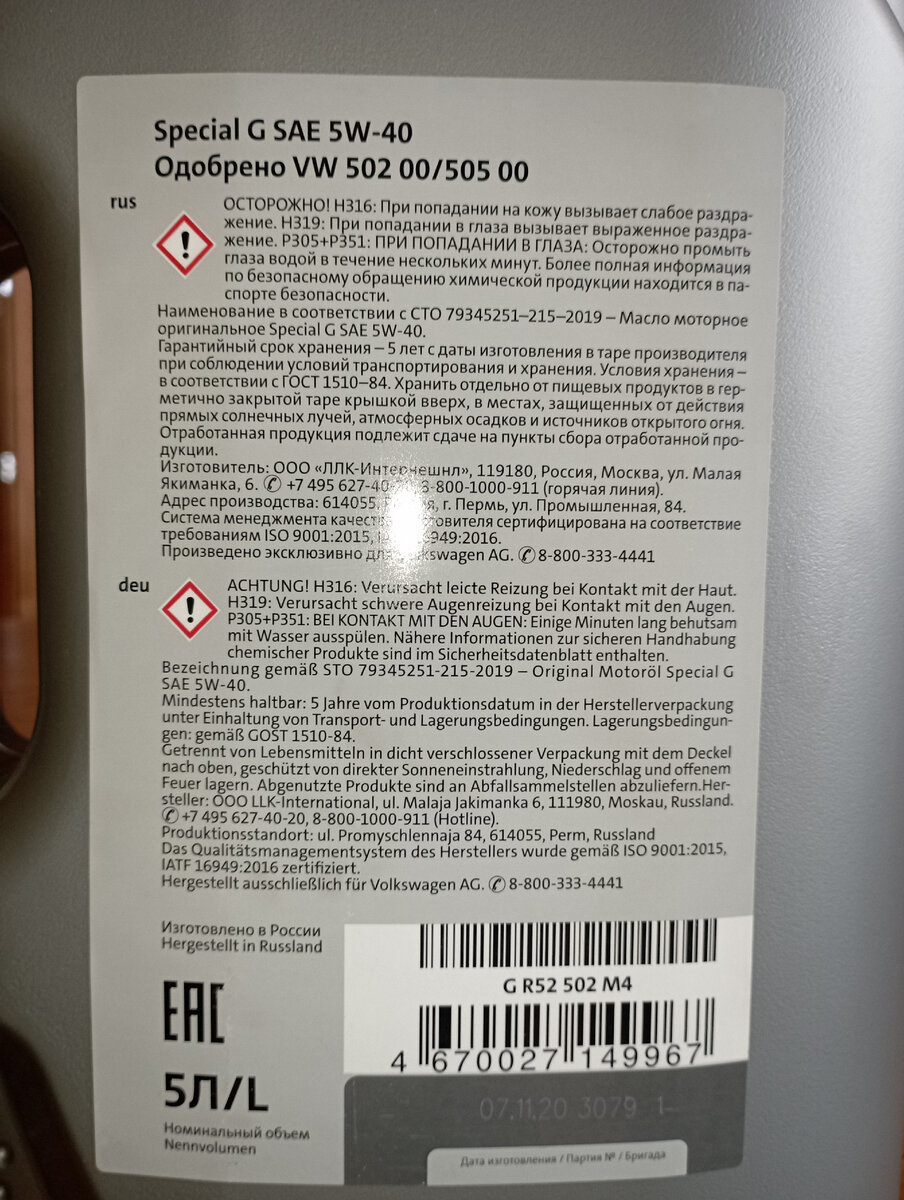 Special G SAE 5W-40
Одобрено VW 502 00/505 00
rus
ОСТОРОЖНО! H316: При попадании на кожу вызывает слабое раздра-
жение. H319: При попадании в глаза вызывает выраженное раздра-
жение. P305+P351: ПРИ ПОПАДАНИИ В ГЛАЗА: Осторожно промыть
глаза водой в течение нескольких минут. Более полная информация
по безопасному обращению химической продукции находится в па-
спорте безопасности.
Наименование в соответствии с СТО 79345251–215–2019 – Масло моторное
оригинальное Special G SAE 5W-40.
Гарантийный срок хранения – 5 лет с даты изготовления в таре производителя
при соблюдении условий транспортирования и хранения. Условия хранения –
в соответствии с ГОСТ 1510–84. Хранить отдельно от пищевых продуктов в гер-
метично закрытой таре крышкой вверх, в местах, защищенных от действия
прямых солнечных лучей, атмосферных осадков и источников открытого огня.
Отработанная продукция подлежит сдаче на пункты сбора отработанной про-
дукции.
Изготовитель: ООО «ЛЛК-Интернешнл», 119180, Россия, Москва, ул. Малая
Якиманка, 6. ✆ +7 495 627-40- 8-800-1000-911 (горячая линия).
Адрес производства: 614055, г. Пермь, ул. Промышленная, 84.
Система менеджмента качества сертифицирована на соответствие
требованиям ISO 9001:2015, 949:2016.
Произведено эксклюзивно для Volkswagen AG. ✆ 8-800-333-4441
deu
ACHTUNG! H316: Verursacht leicte Reizung bei Kontakt mit der Haut.
H319: Verursacht schwere Augenreizung bei Kontakt mit den Augen.
P305+P351: BEI KONTAKT MIT DEN AUGEN: Einige Minuten lang behutsam
mit Wasser ausspülen. Nähere Informationen zur sicheren Handhabung
chemischer Produkte sind im Sicherheitsdatenblatt enthalten.
Bezeichnung gemäß STO 79345251-215-2019 – Original Motoröl Special G
SAE 5W-40.
Mindestens haltbar: 5 Jahre vom Produktionsdatum in der Herstellerverpackung
unter Einhaltung von Transport- und Lagerungsbedingungen. Lagerungsbedingun-
gen: gemäß GOST 1510-84.
Getrennt von Lebensmitteln in dicht verschlossener Verpackung mit dem Deckel
nach oben, geschützt von direkter Sonneneinstrahlung, Niederschlag und offenem
Feuer lagern. Abgenutzte Produkte sind an Abfallsammelstellen abzuliefern.Her-
steller: OOO LLK-International, ul. Malaja Jakimanka 6, 111980, Moskau, Russland.
✆ +7 495 627-40-20, 8-800-1000-911 (Hotline).
Produktionsstandort: ul. Promyschlennaja 84, 614055, Perm, Russland
Das Qualitätsmanagementsystem des Herstellers wurde gemäß ISO 9001:2015,
IATF 16949:2016 zertifiziert.
Hergestellt ausschließlich für Volkswagen AG. ✆ 8-800-333-4441
Изготовлено в России
Hergestellt in Russland
EAC
5Л/L
Номинальный объем
Nennvolumen
G R52 502 M4
4 670027 149967
07.11.20 3079 1-
Дата изготовления / Партия № / Бригада